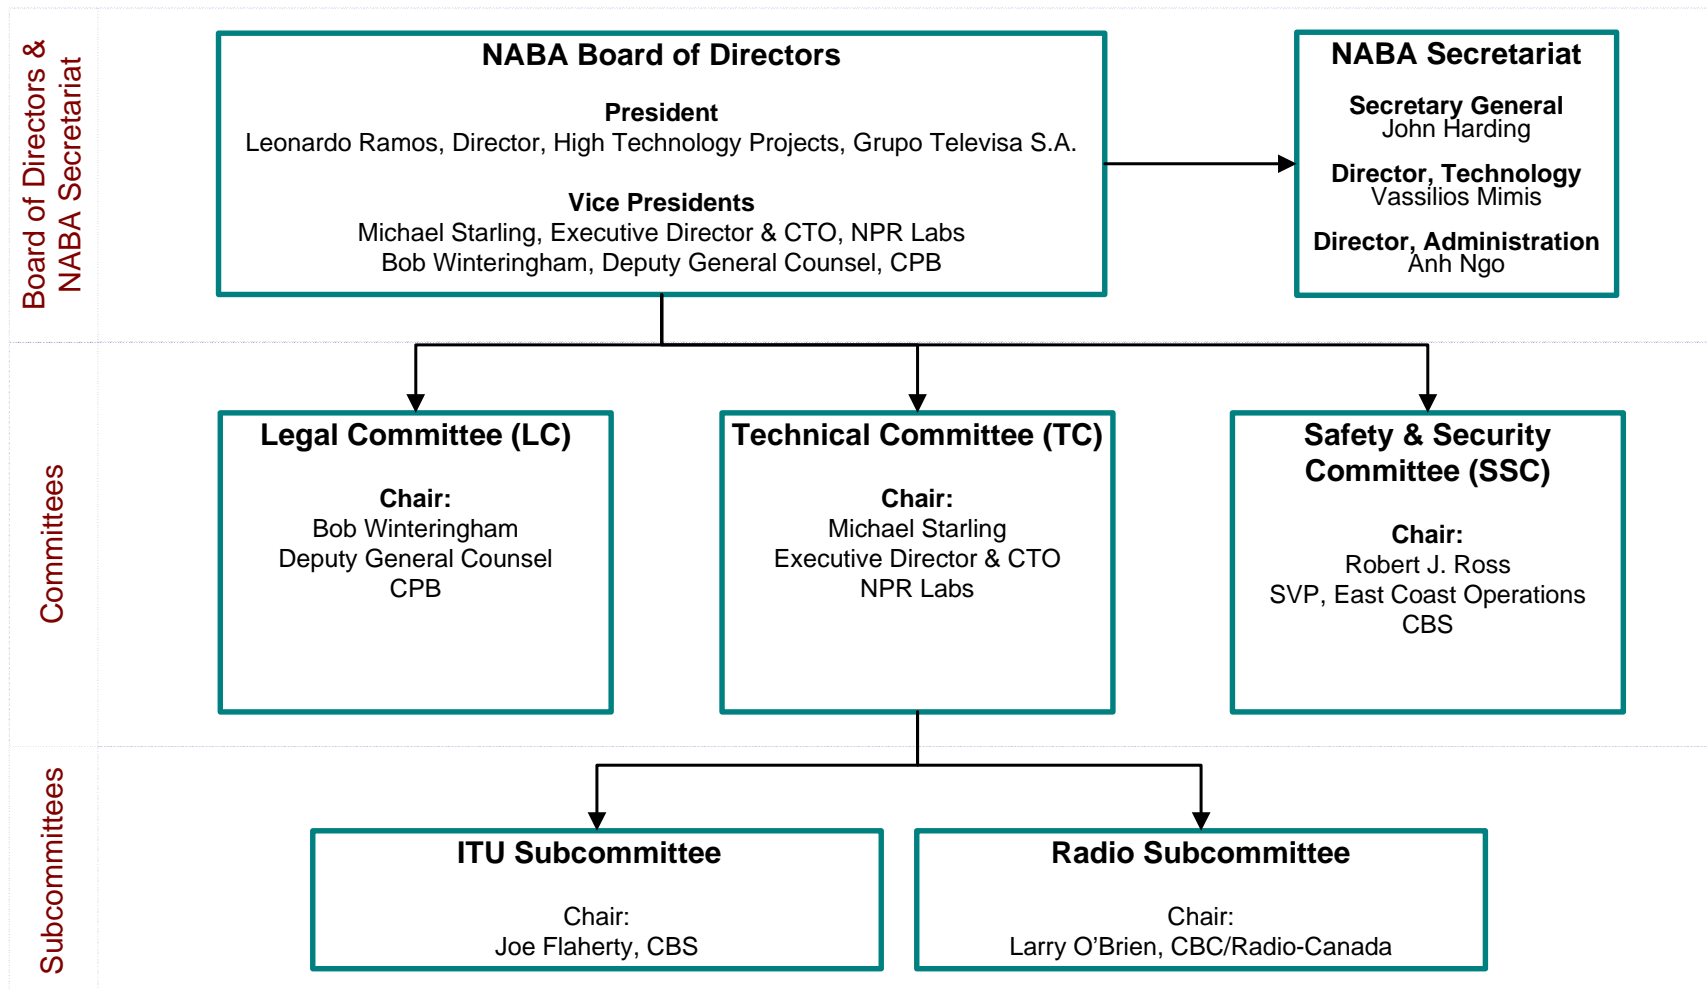 Board of Directors &
NABA Secretariat
NABA Board of Directors
President
Leonardo Ramos, Director, High Technology Projects, Grupo Televisa S.A.
Vice Presidents
Michael Starling, Executive Director & CTO, NPR Labs
Bob Winteringham, Deputy General Counsel, CPB
NABA Secretariat
Secretary General
John Harding
Director, Technology
Vassilios Mimis
Director, Administration
Anh Ngo
Committees
Legal Committee (LC)
Chair:
Bob Winteringham
Deputy General Counsel
CPB
Technical Committee (TC)
Chair:
Michael Starling
Executive Director & CTO
NPR Labs
Safety & Security
Committee (SSC)
Chair:
Robert J. Ross
SVP, East Coast Operations
CBS
Subcommittees
ITU Subcommittee
Chair:
Joe Flaherty, CBS
Radio Subcommittee
Chair:
Larry O’Brien, CBC/Radio-Canada